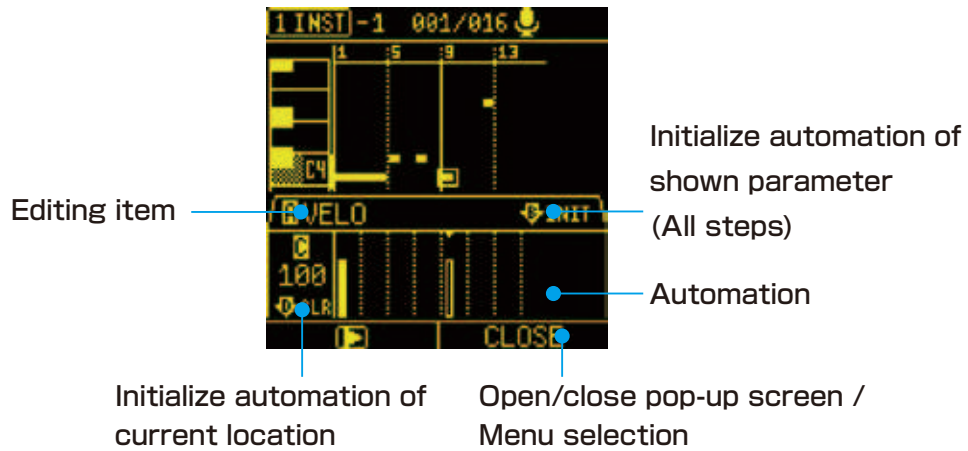 1 INST -1 001/016
1 5 9 13
C4
Editing item
A VELO
B INIT
Initialize automation of
shown parameter
(All steps)
C
100
D CLR
Automation
CLOSE
Initialize automation of
current location
Open/close pop-up screen /
Menu selection